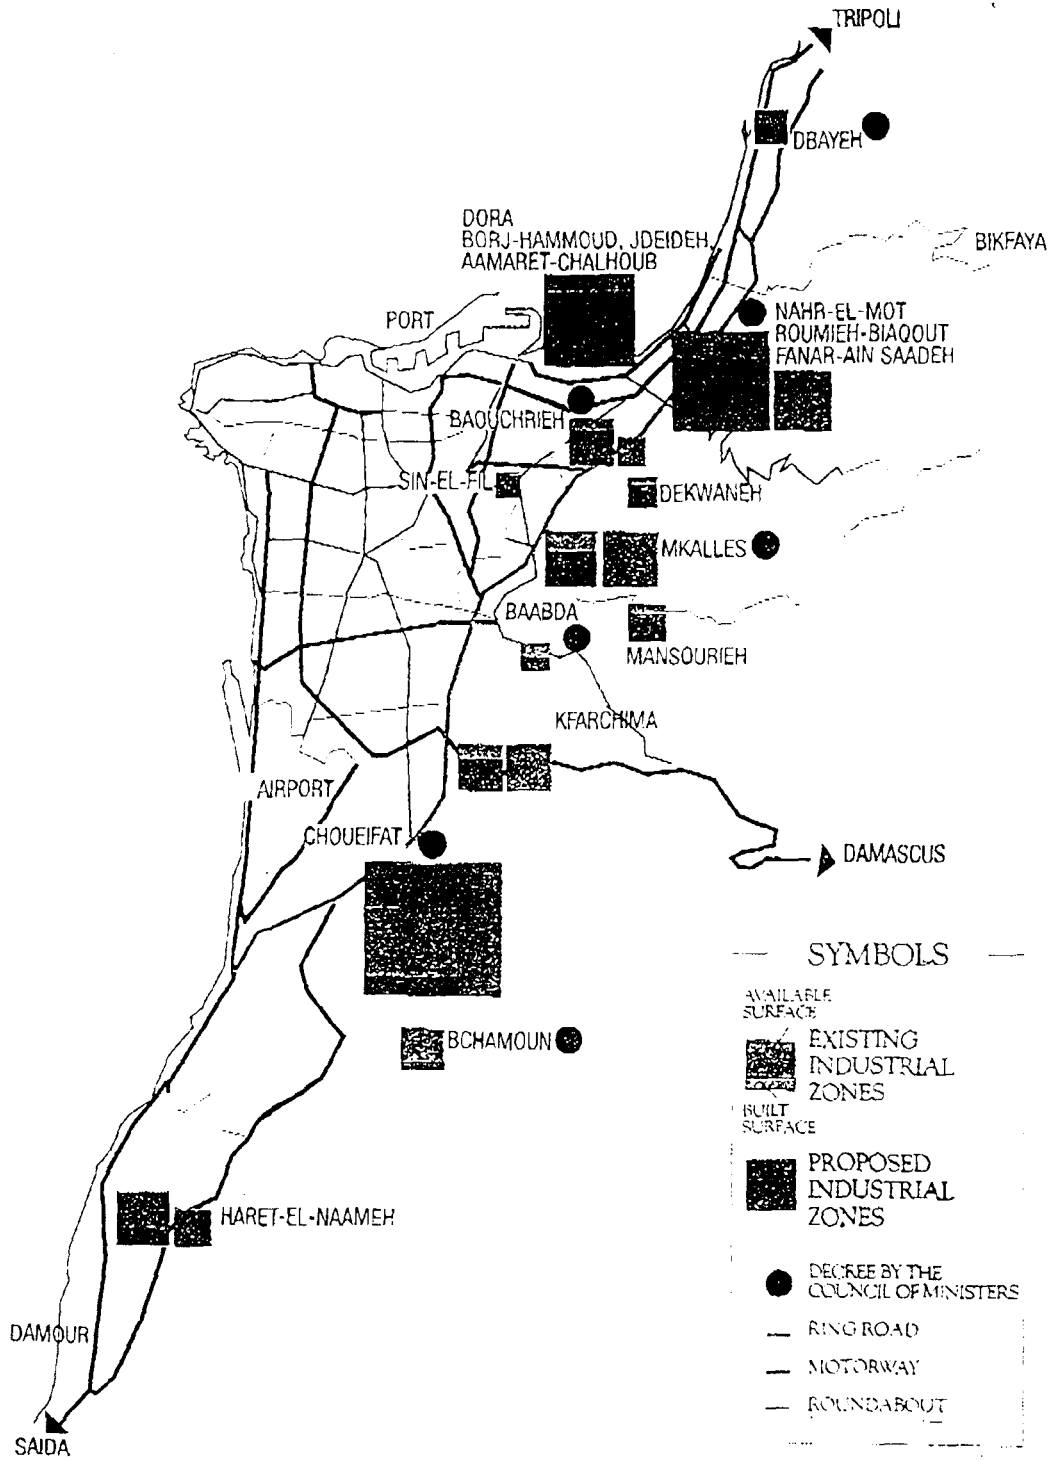 TRIPOLI
DBAYEH
BIKFAYA
DORA
BORJ-HAMMOUD, JDEIDEH,
AAMARET-CHALHOUB
PORT
NAHR-EL-MOT
ROUMIEH-BIAQOUT
FANAR-AIN SAADEH
BAOUCHRIEH
SIN-EL-FIL
DEKWANEH
MKALLES
BAABDA
MANSOURIEH
KFARCHIMA
AIRPORT
CHOUEIFAT
DAMASCUS
BCHAMOUN
HARET-EL-NAAMEH
DAMOUR
SAIDA
SYMBOLS
AVAILABLE
SURFACE
EXISTING
INDUSTRIAL
ZONES
BUILT
SURFACE
PROPOSED
INDUSTRIAL
ZONES
DECREE BY THE
COUNCIL OF MINISTERS
RING ROAD
MOTORWAY
ROUNDABOUT